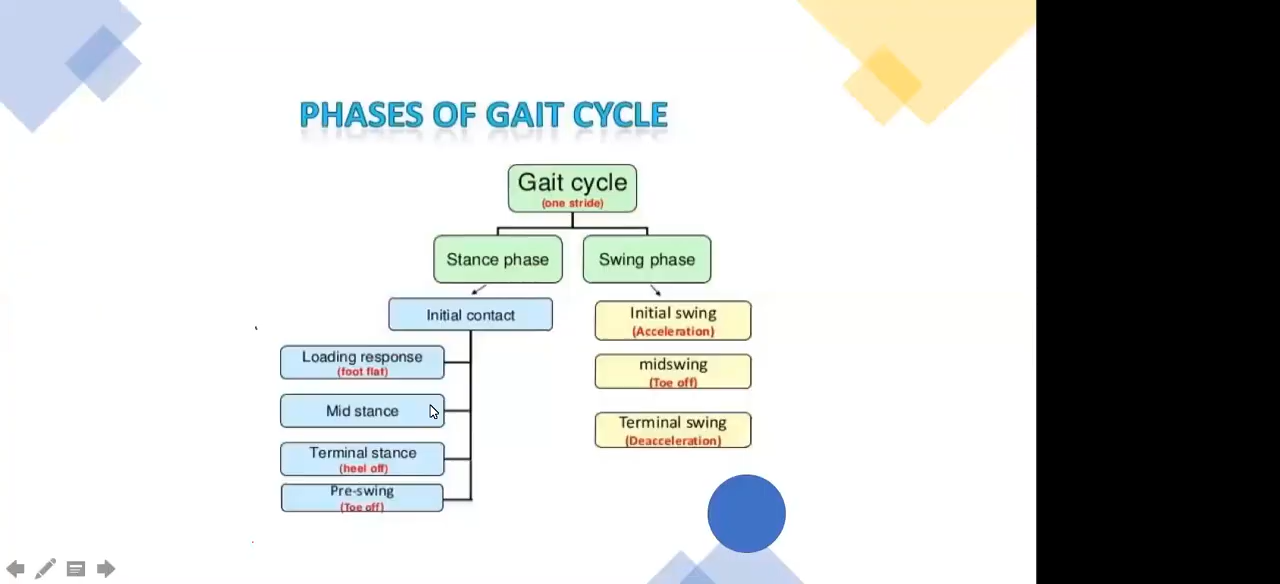 PHASES OF GAIT CYCLE
Gait cycle
(one stride)
Stance phase
Swing phase
Initial contact
Loading response
(foot flat)
Mid stance
Terminal stance
(heel off)
Pre-swing
(Toe off)
Initial swing
(Acceleration)
midswing
(Toe off)
Terminal swing
(Deacceleration)